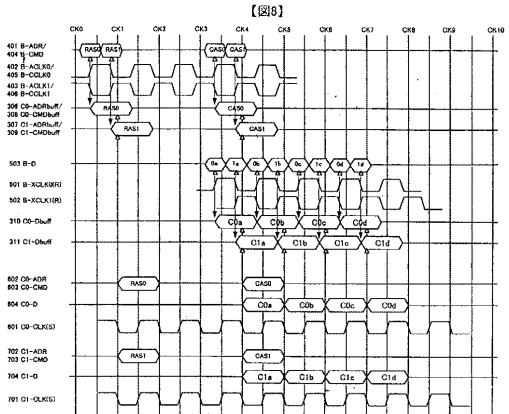 【図8】
CK0 CK1 CK2 CK3 CK4 CK5 CK6 CK7 CK8 CK9 CK10
401 B-ADR/
404 B-CMD
RAS0 RAS1 CAS0 CAS1
402 B-ACLK0/
405 B-CCLK0
403 B-ACLK1/
406 B-CCLK1
306 C0-ADRbuff/
308 C0-CMDbuff
RAS0 CAS0
307 C1-ADRbuff/
309 C1-CMDbuff
RAS1 CAS1
503 B-D
0a 1a 0b 1b 0c 1c 0d 1d
501 B-XCLK0(R)
502 B-XCLK1(R)
310 C0-Dbuff
C0a C0b C0c C0d
311 C1-Dbuff
C1a C1b C1c C1d
602 C0-ADR
603 C0-CMD
RAS0 CAS0
604 C0-D
C0a C0b C0c C0d
601 C0-CLK(S)
702 C1-ADR
703 C1-CMD
RAS1 CAS1
704 C1-D
C1a C1b C1c C1d
701 C1-CLK(S)